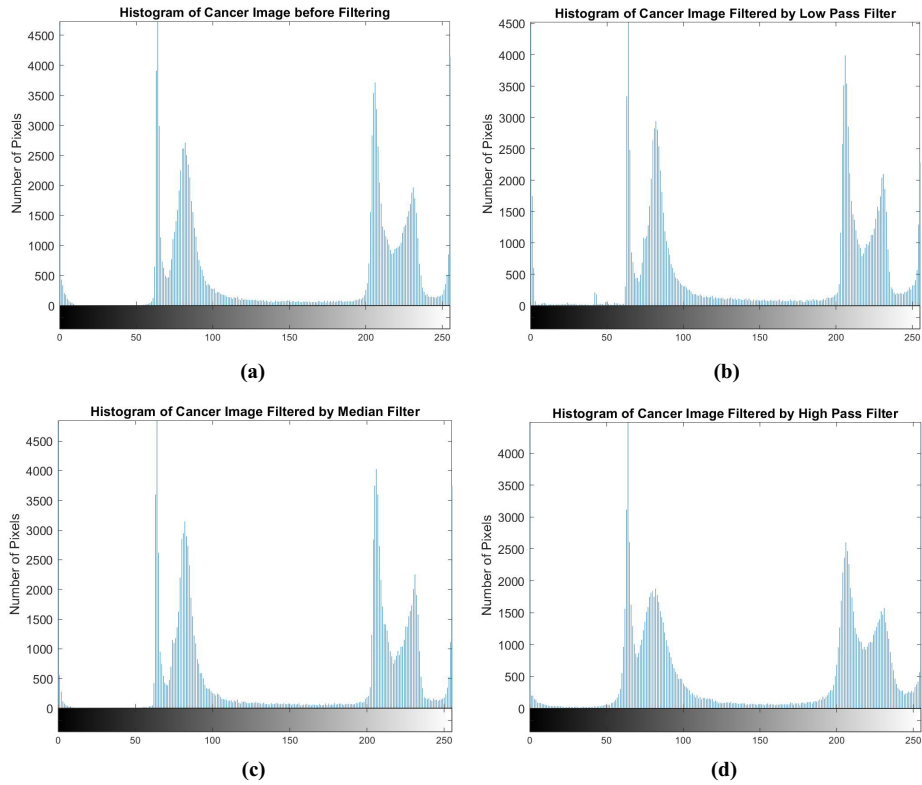 Histogram of Cancer Image before Filtering
Number of Pixels
4500
4000
3500
3000
2500
2000
1500
1000
500
0
0 50 100 150 200 250
(a)
Histogram of Cancer Image Filtered by Low Pass Filter
Number of Pixels
4500
4000
3500
3000
2500
2000
1500
1000
500
0
0 50 100 150 200 250
(b)
Histogram of Cancer Image Filtered by Median Filter
Number of Pixels
4500
4000
3500
3000
2500
2000
1500
1000
500
0
0 50 100 150 200 250
(c)
Histogram of Cancer Image Filtered by High Pass Filter
Number of Pixels
4000
3500
3000
2500
2000
1500
1000
500
0
0 50 100 150 200 250
(d)